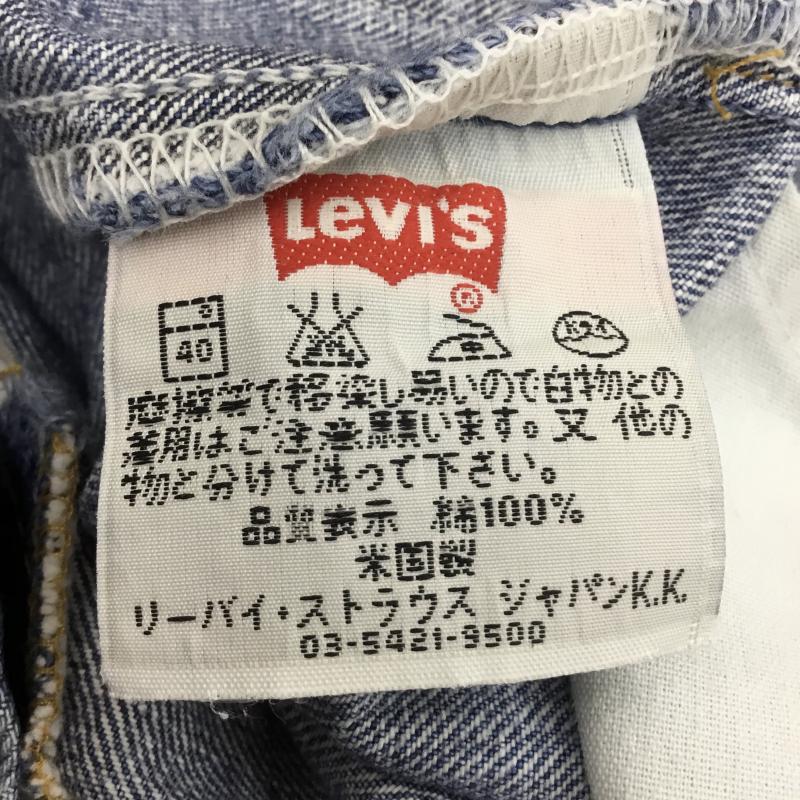 Levi's
®
40
摩擦等で移染し易いので白物との
着用はご注意願います。又 他の
物と分けて洗って下さい。
品質表示 綿100%
米国製
リーバイ・ストラウス ジャパンK.K.
03-5421-9500